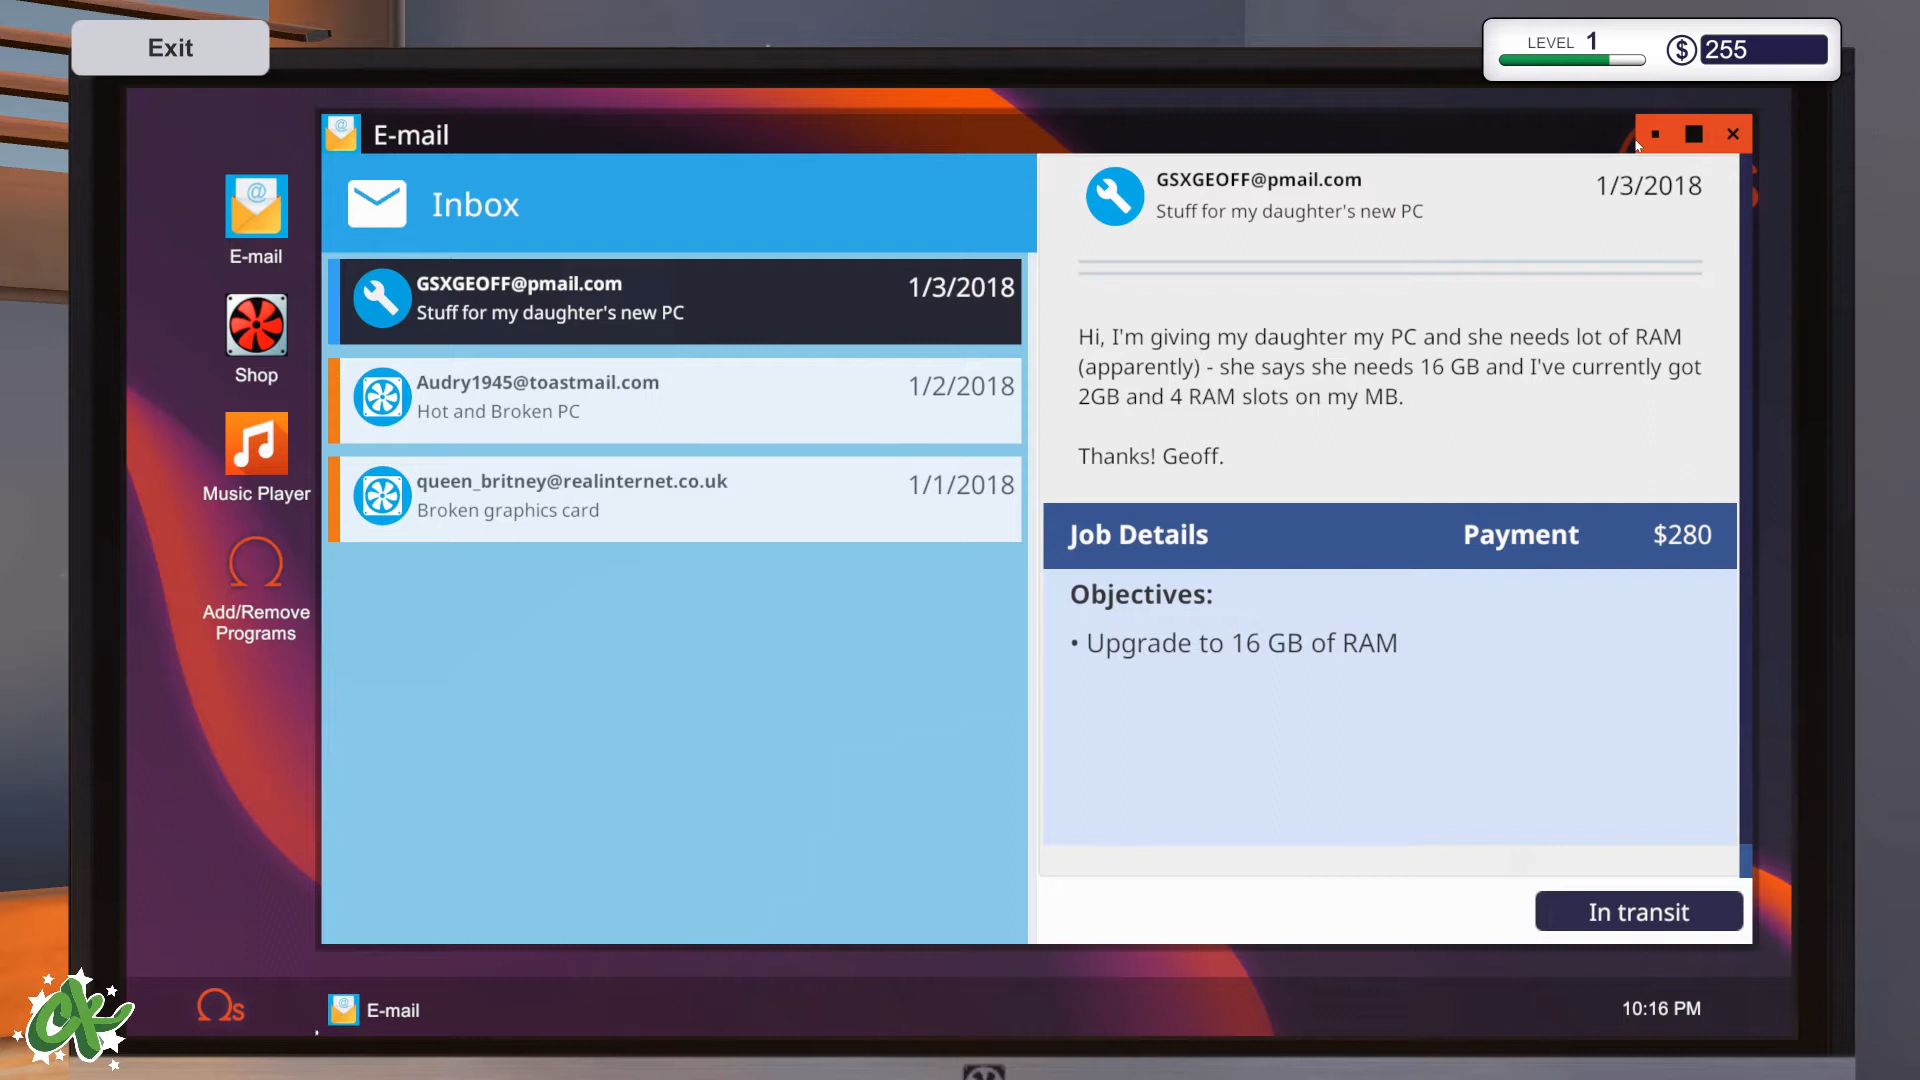 Exit
LEVEL 1
$ 255
E-mail
E-mail
Shop
Music Player
Add/Remove
Programs
Inbox
GSXGEOFF@pmail.com
1/3/2018
Stuff for my daughter's new PC
Audry1945@toastmail.com
1/2/2018
Hot and Broken PC
queen_britney@realinternet.co.uk
1/1/2018
Broken graphics card
GSXGEOFF@pmail.com
1/3/2018
Stuff for my daughter's new PC
Hi, I'm giving my daughter my PC and she needs lot of RAM
(apparently) - she says she needs 16 GB and I've currently got
2GB and 4 RAM slots on my MB.
Thanks! Geoff.
Job Details Payment $280
Objectives:
• Upgrade to 16 GB of RAM
In transit
Ωs
E-mail
10:16 PM